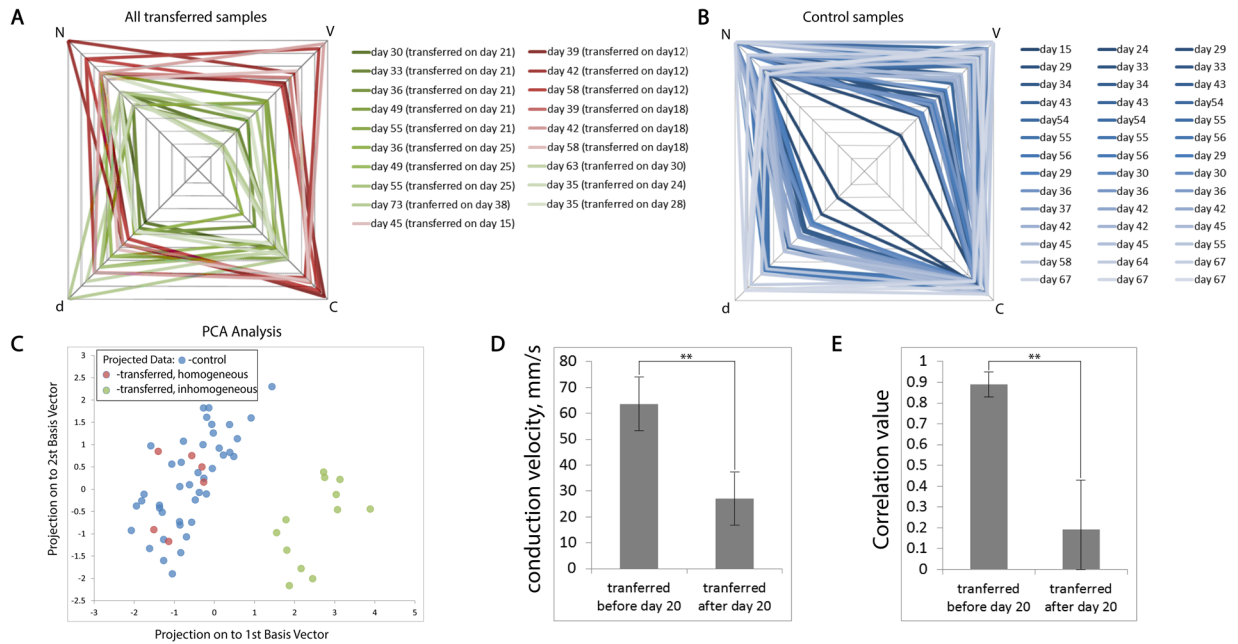 A
All transferred samples
N
V
d
C
day 30 (transferred on day 21)
day 33 (transferred on day 21)
day 36 (transferred on day 21)
day 49 (transferred on day 21)
day 55 (transferred on day 21)
day 36 (transferred on day 25)
day 49 (transferred on day 25)
day 55 (transferred on day 25)
day 73 (tranferred on day 38)
day 45 (transferred on day 15)
day 39 (transferred on day12)
day 42 (transferred on day12)
day 58 (transferred on day12)
day 39 (transferred on day18)
day 42 (transferred on day18)
day 58 (transferred on day18)
day 63 (tranferred on day 30)
day 35 (tranferred on day 24)
day 35 (tranferred on day 28)
B
Control samples
N
V
d
C
day 15 day 24 day 29
day 29 day 33 day 33
day 34 day 34 day 43
day 43 day 43 day54
day54 day54 day 55
day 55 day 55 day 56
day 56 day 56 day 29
day 29 day 30 day 30
day 36 day 36 day 36
day 37 day 42 day 42
day 42 day 42 day 45
day 45 day 45 day 55
day 58 day 64 day 67
day 67 day 67 day 67
C
PCA Analysis
Projected Data: -control
-transferred, homogeneous
-transferred, inhomogeneous
Projection on to 2st Basis Vector
3
2.5
2
1.5
1
0.5
0
-0.5
-1
-1.5
-2
-2.5
-3 -2 -1 0 1 2 3 4 5
Projection on to 1st Basis Vector
D
conduction velocity, mm/s
80
70
60
50
40
30
20
10
0
**
tranferred before day 20
tranferred after day 20
E
Correlation value
1
0.9
0.8
0.7
0.6
0.5
0.4
0.3
0.2
0.1
0
**
tranferred before day 20
tranferred after day 20